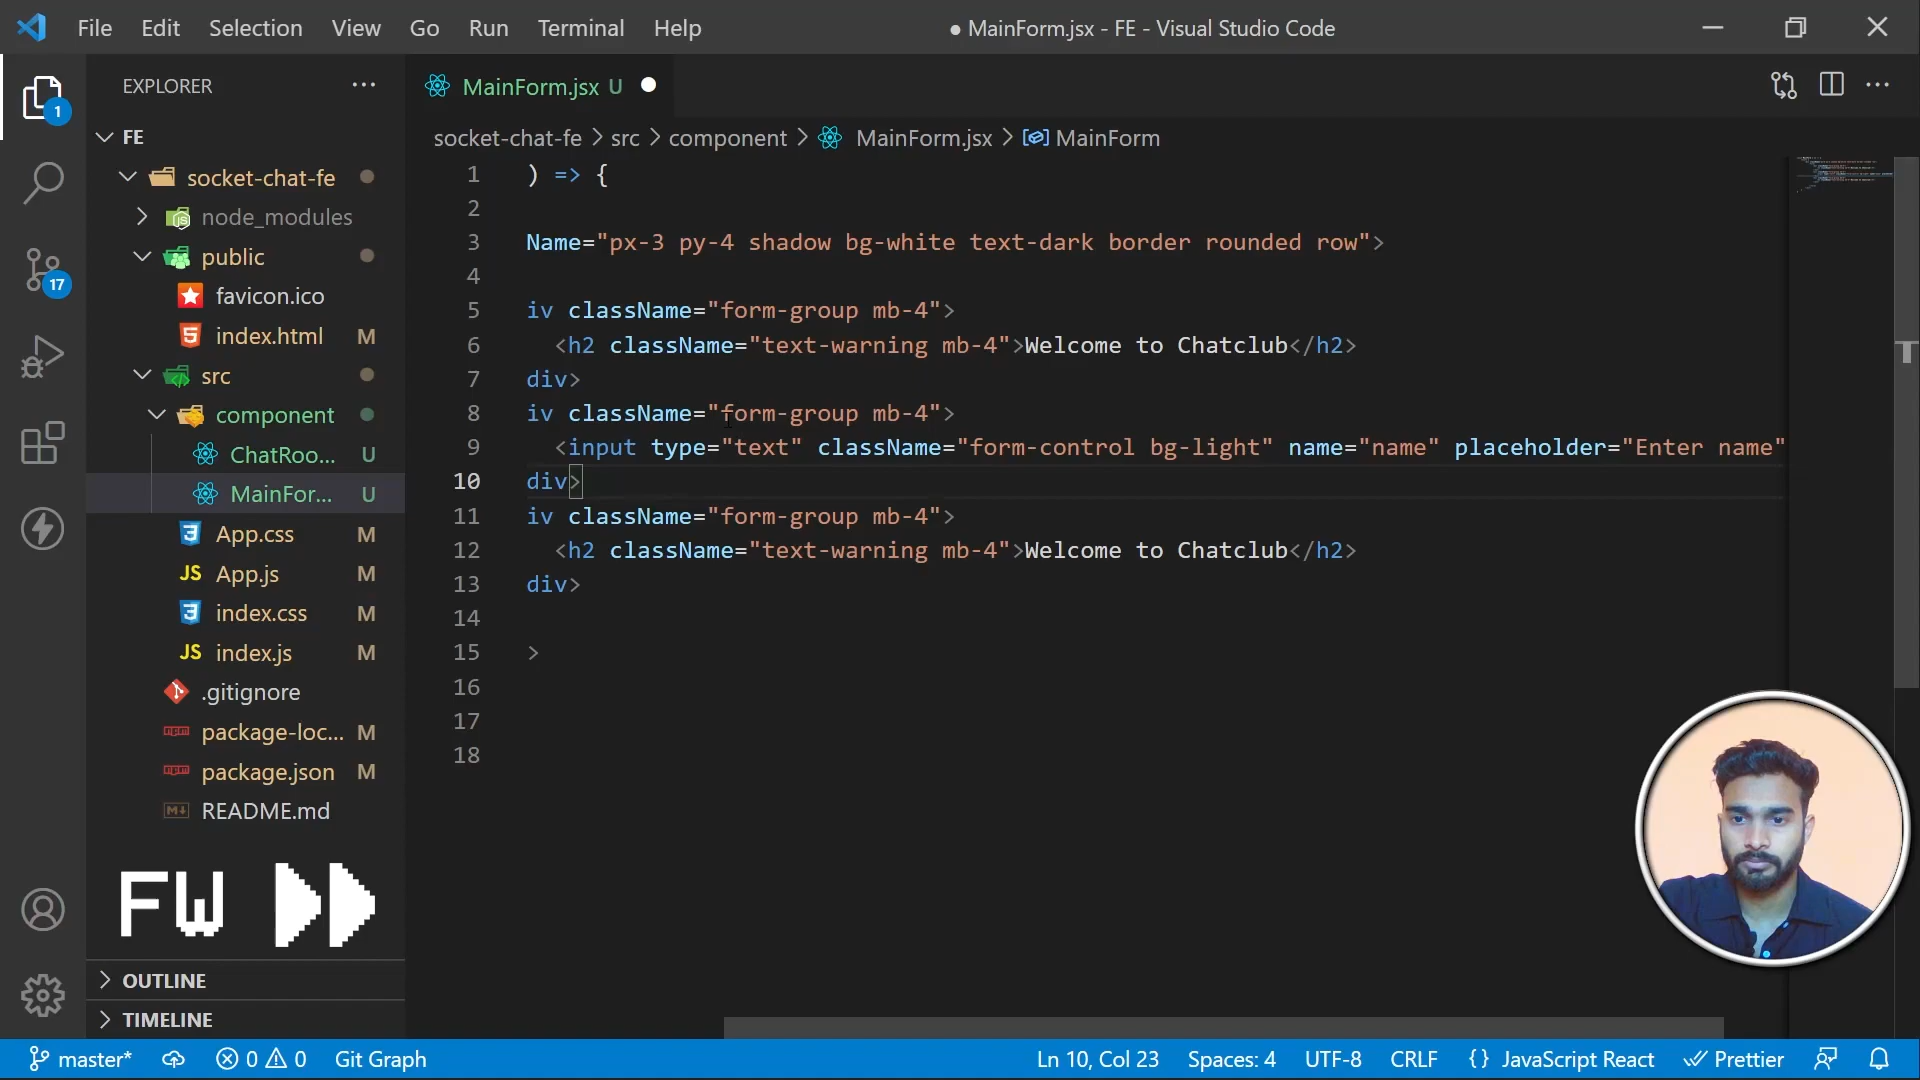 File Edit Selection View Go Run Terminal Help
● MainForm.jsx - FE - Visual Studio Code
EXPLORER
MainForm.jsx U
socket-chat-fe > src > component > MainForm.jsx > MainForm
1
FE
socket-chat-fe
node_modules
public
favicon.ico
index.html M
src
component
ChatRoo... U
MainFor... U
App.css M
App.js M
index.css M
index.js M
.gitignore
package-loc... M
package.json M
README.md
17
FW
OUTLINE
TIMELINE
1 ) => {
2
3 Name="px-3 py-4 shadow bg-white text-dark border rounded row">
4
5 iv className="form-group mb-4">
6 <h2 className="text-warning mb-4">Welcome to Chatclub</h2>
7 div>
8 iv className="form-group mb-4">
9 <input type="text" className="form-control bg-light" name="name" placeholder="Enter name"
10 div>
11 iv className="form-group mb-4">
12 <h2 className="text-warning mb-4">Welcome to Chatclub</h2>
13 div>
14
15 >
16
17
18
master* 0 0 Git Graph
Ln 10, Col 23 Spaces: 4 UTF-8 CRLF {} JavaScript React Prettier